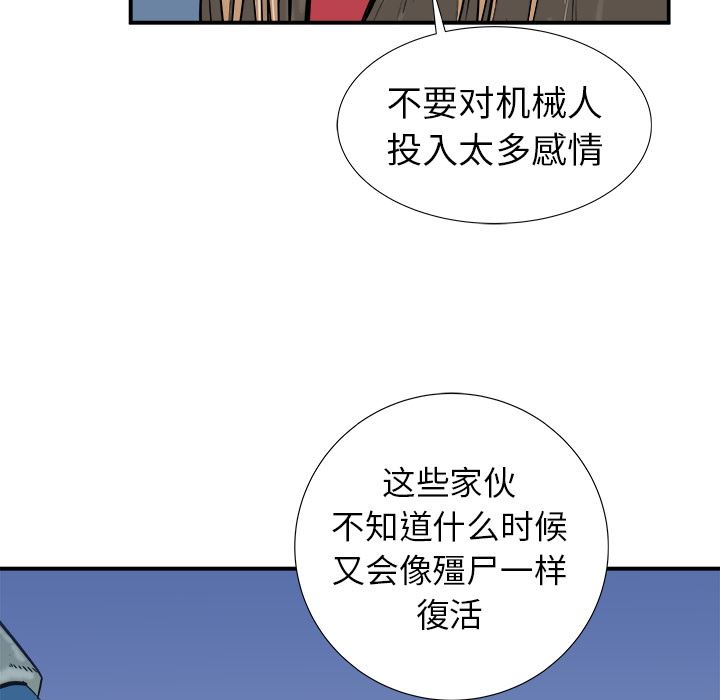 不要对机械人
投入太多感情
这些家伙
不知道什么时候
又会像殭尸一样
復活